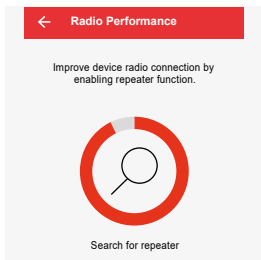 Radio Performance
Improve device radio connection by
enabling repeater function.
Search for repeater